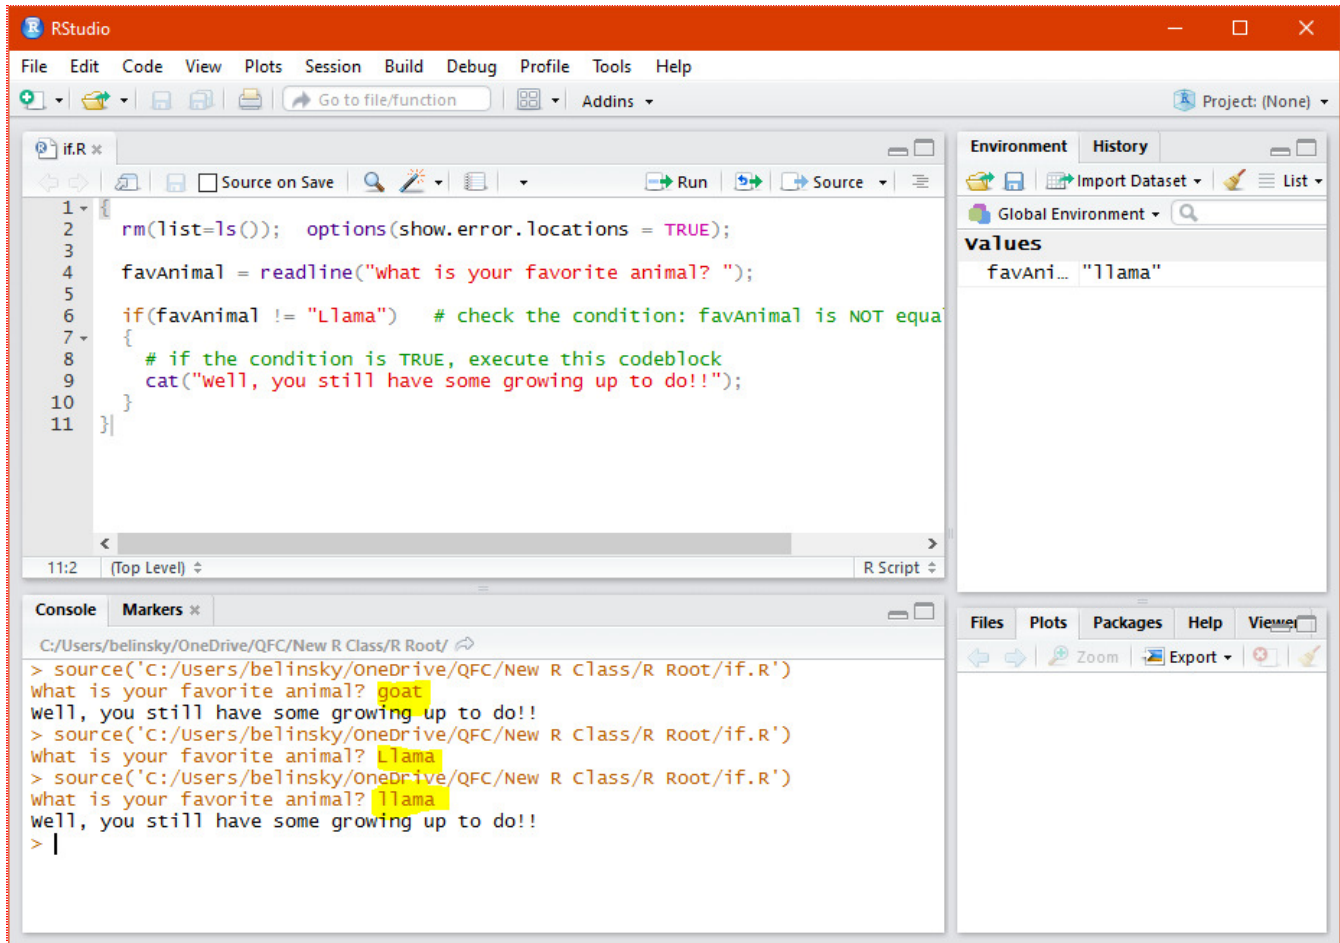 RStudio
File Edit Code View Plots Session Build Debug Profile Tools Help
Go to file/function Addins Project: (None)
if.R
Source on Save Run Source
1 {
2 rm(list=ls()); options(show.error.locations = TRUE);
3
4 favAnimal = readline("What is your favorite animal? ");
5
6 if(favAnimal != "Llama") # check the condition: favAnimal is NOT equa
7 {
8 # if the condition is TRUE, execute this codeblock
9 cat("Well, you still have some growing up to do!!");
10 }
11 }
11:2 (Top Level) R Script
Environment History
Import Dataset List
Global Environment
Values
favAni... "llama"
Console Markers
C:/Users/belinsky/OneDrive/QFC/New R Class/R Root/
> source('C:/Users/belinsky/OneDrive/QFC/New R Class/R Root/if.R')
What is your favorite animal? goat
Well, you still have some growing up to do!!
> source('C:/Users/belinsky/OneDrive/QFC/New R Class/R Root/if.R')
What is your favorite animal? Llama
> source('C:/Users/belinsky/OneDrive/QFC/New R Class/R Root/if.R')
What is your favorite animal? llama
Well, you still have some growing up to do!!
>
Files Plots Packages Help Viewer
Zoom Export